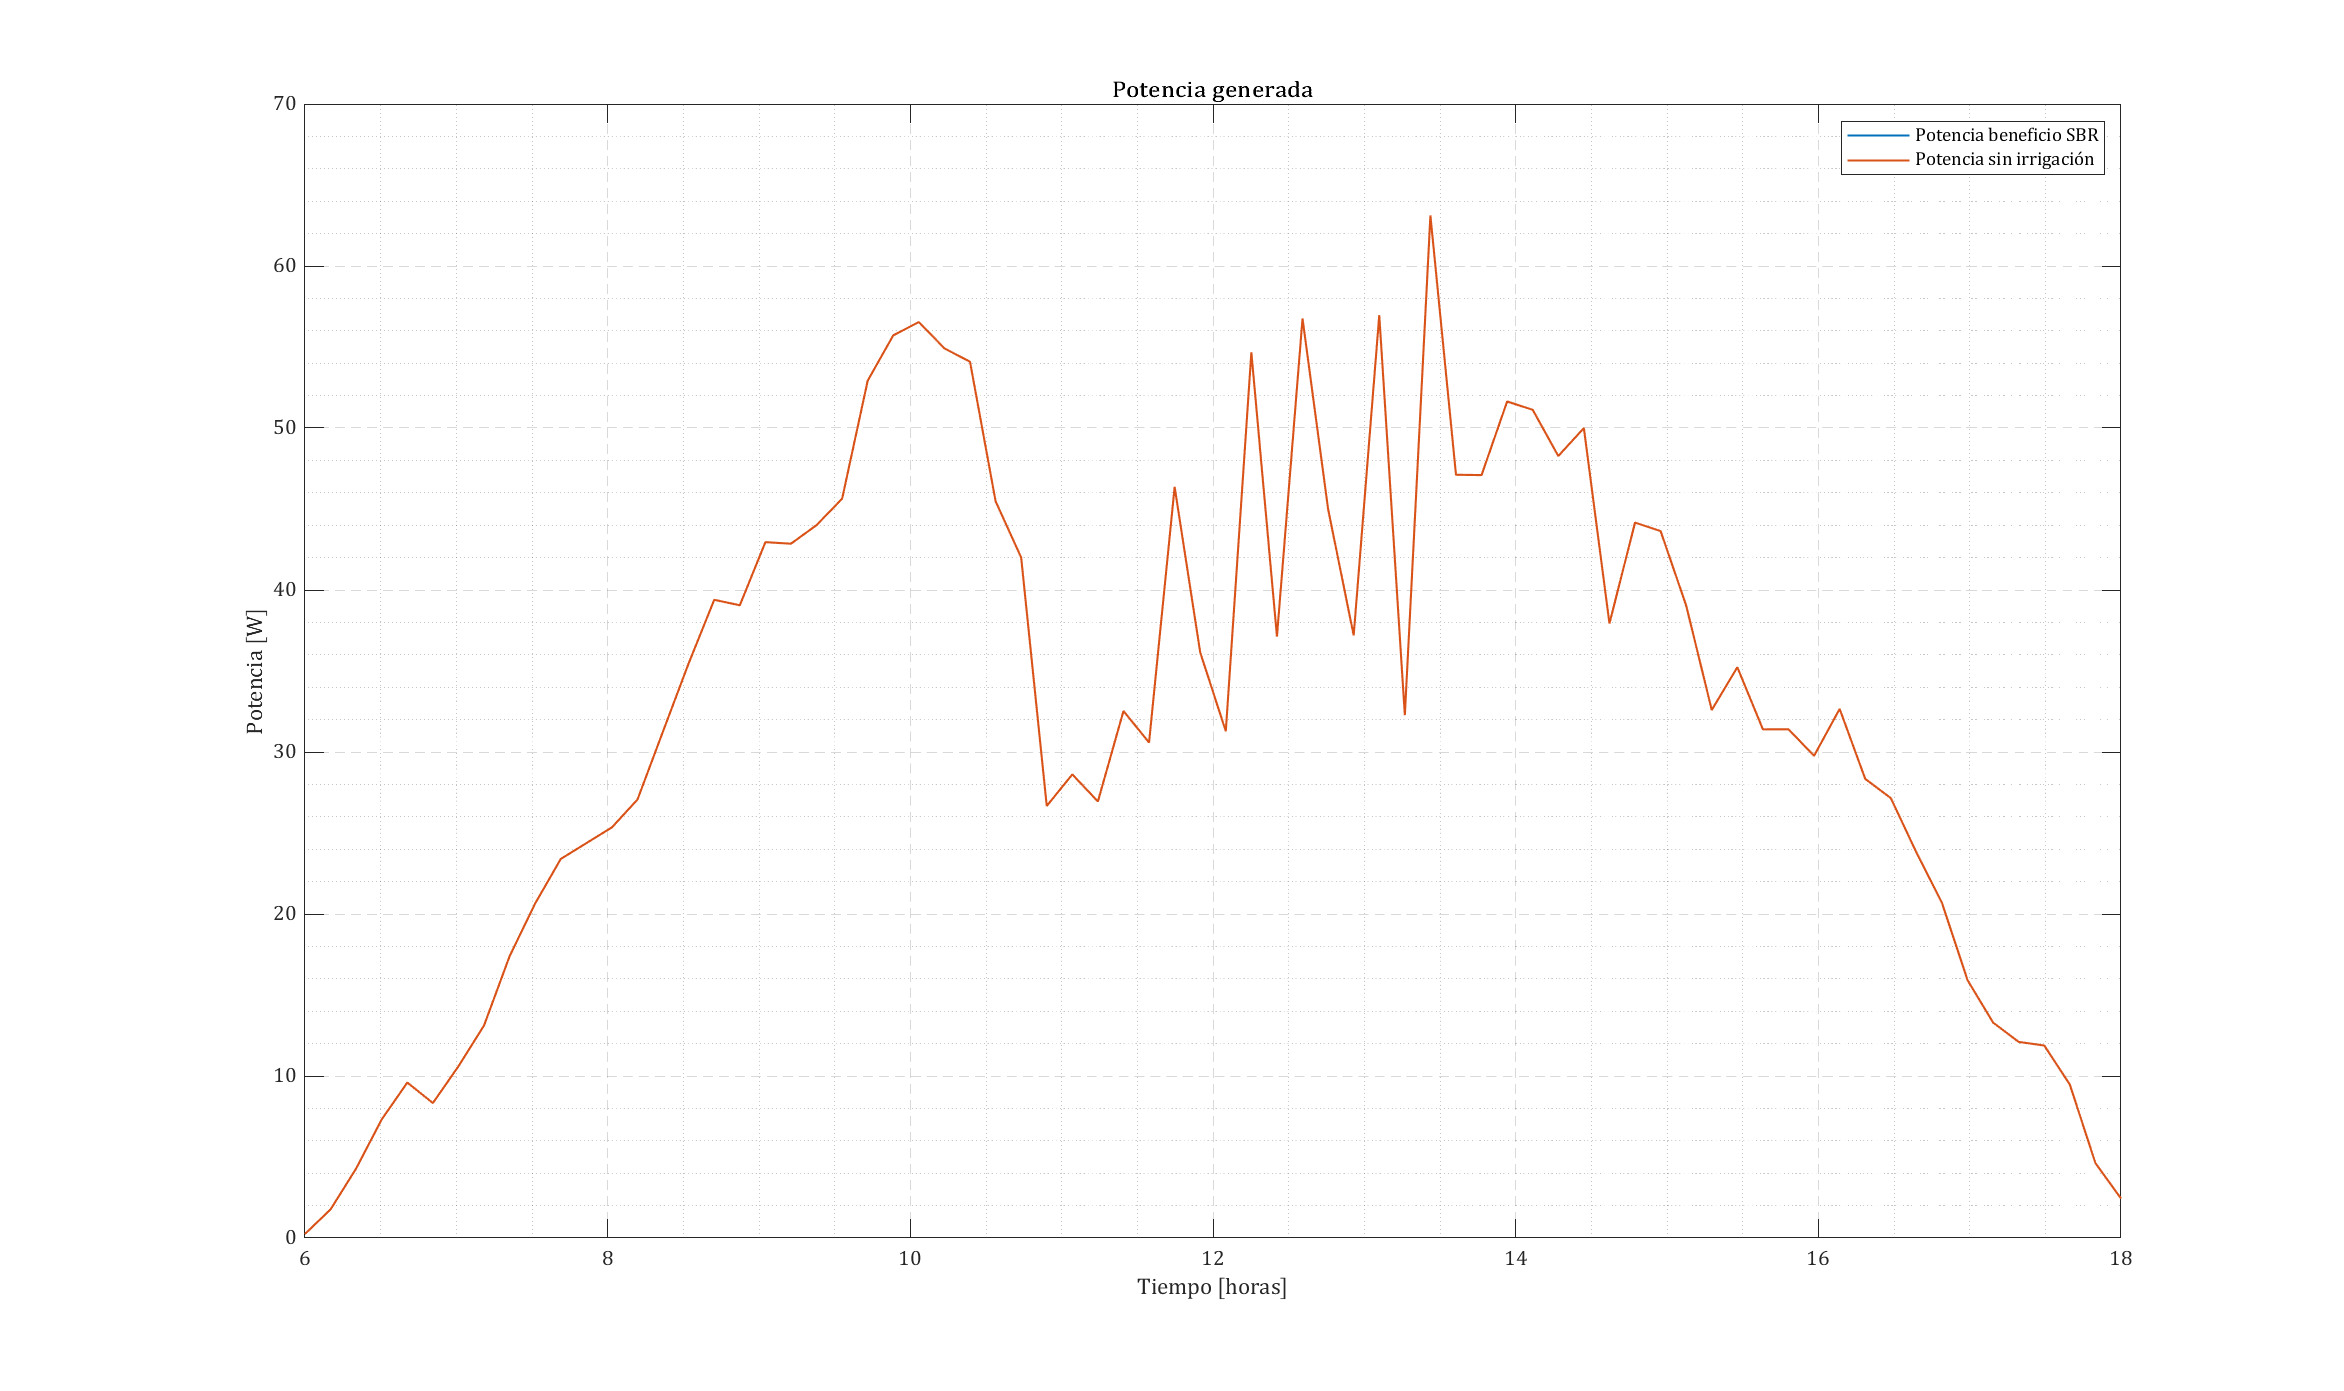 Potencia generada
70
60
50
40
30
20
10
0
Potencia [W]
Potencia beneficio SBR
Potencia sin irrigación
6 8 10 12 14 16 18
Tiempo [horas]